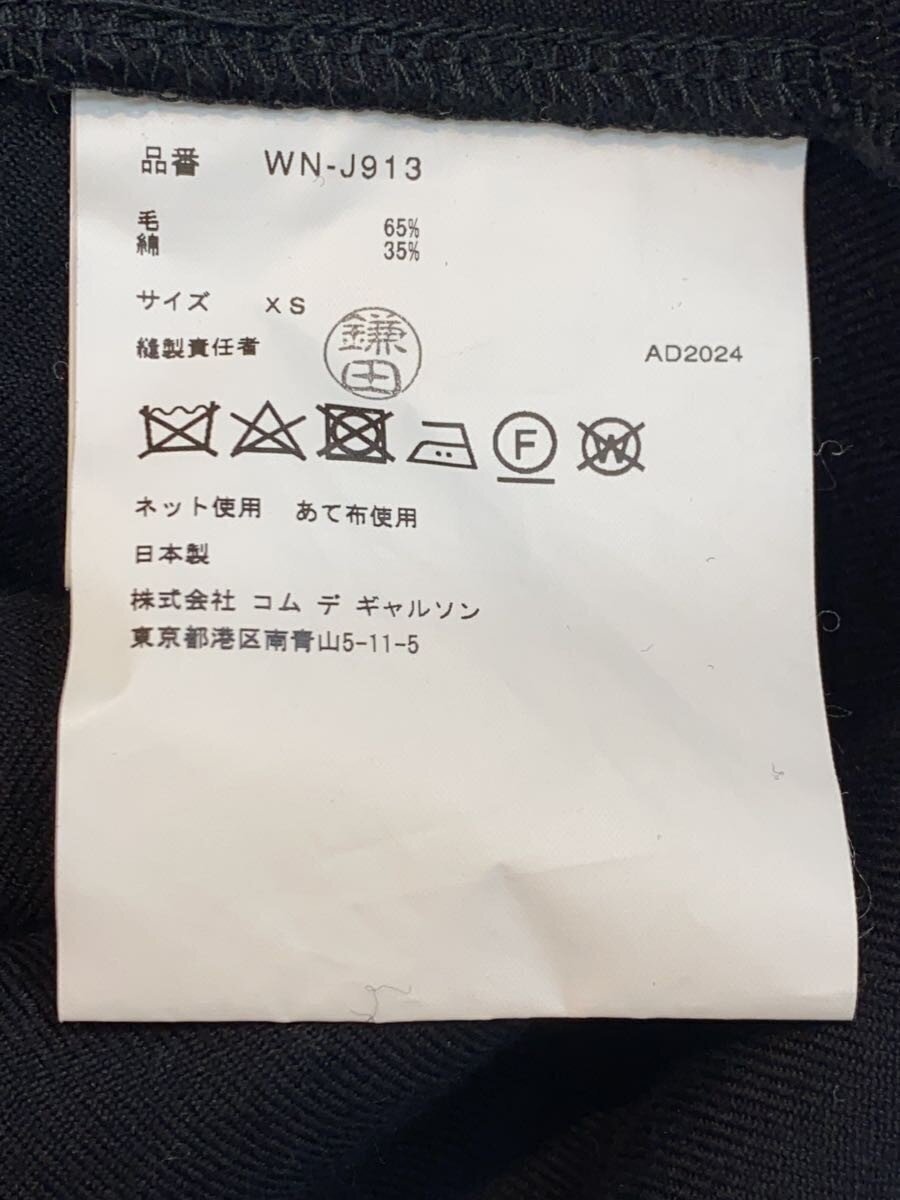 品番 WN-J913
毛 65%
綿 35%
サイズ XS
縫製責任者 鎌田 AD2024
F W
ネット使用 あて布使用
日本製
株式会社 コム デ ギャルソン
東京都港区南青山5-11-5